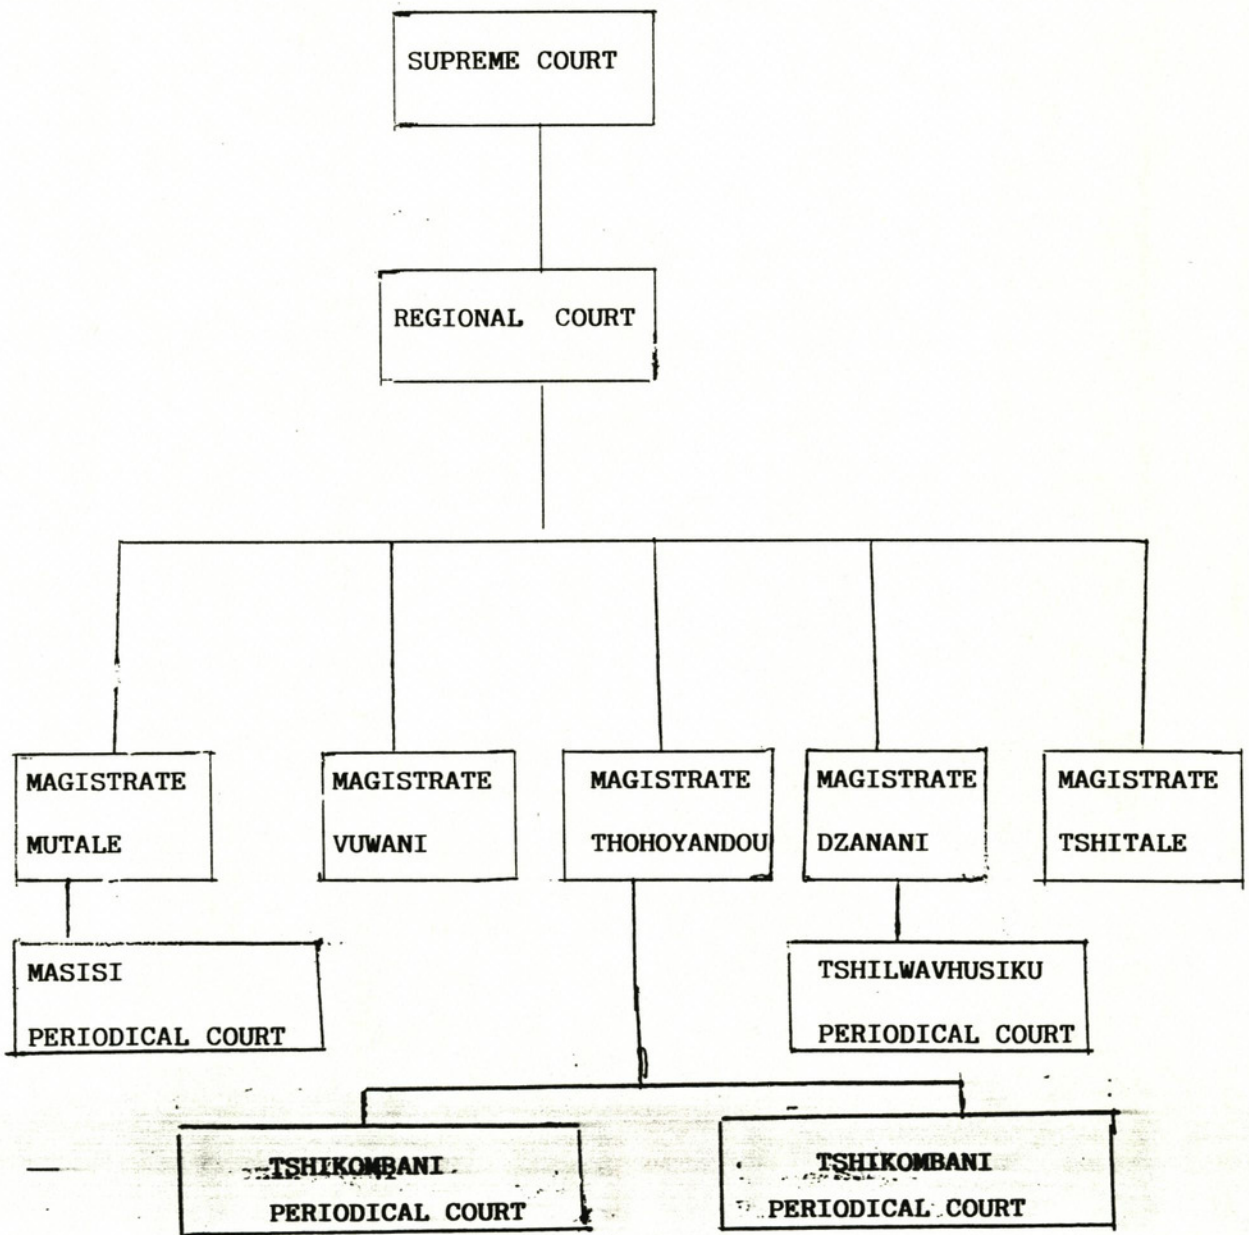 SUPREME COURT
REGIONAL COURT
MAGISTRATE
MUTALE
MAGISTRATE
VUWANI
MAGISTRATE
THOHOYANDOU
MAGISTRATE
DZANANI
MAGISTRATE
TSHITALE
MASISI
PERIODICAL COURT
TSHILWAVHUSIKU
PERIODICAL COURT
TSHIKOMBANI
PERIODICAL COURT
TSHIKOMBANI
PERIODICAL COURT